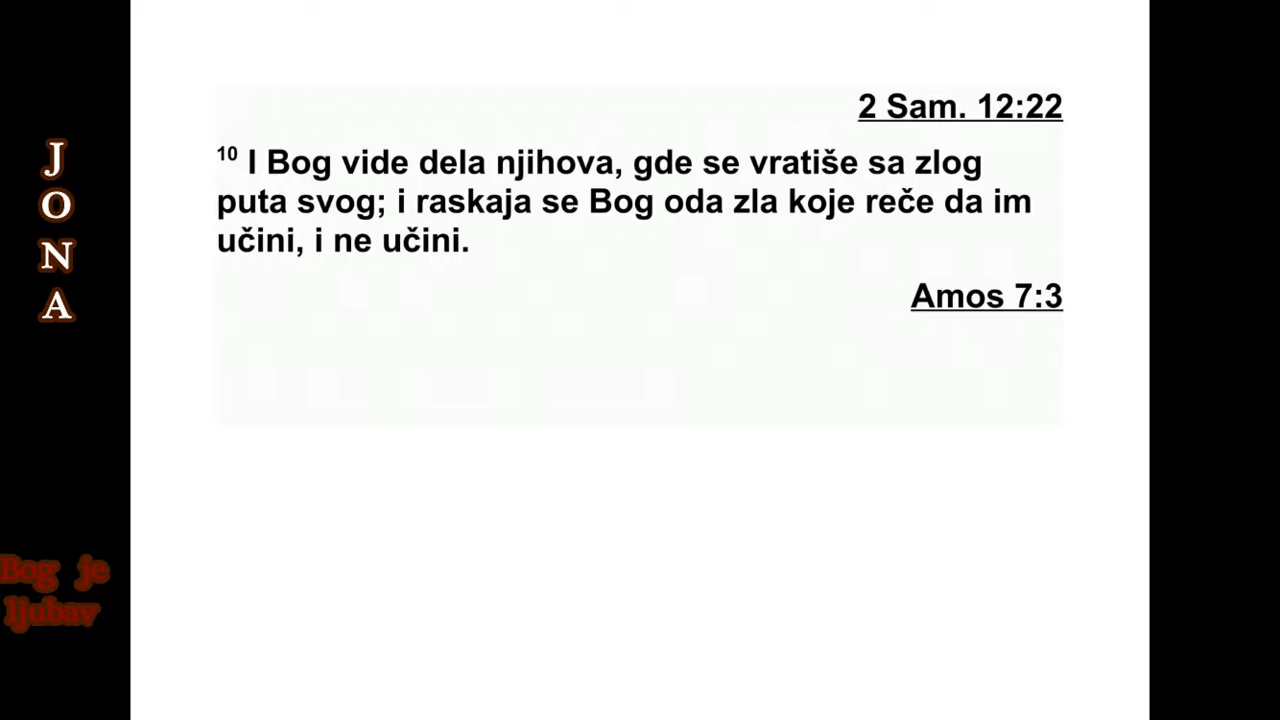 J
O
N
A
Bog je
ljubav
2 Sam. 12:22
10 I Bog vide dela njihova, gde se vratiše sa zlog
puta svog; i raskaja se Bog oda zla koje reče da im
učini, i ne učini.
Amos 7:3